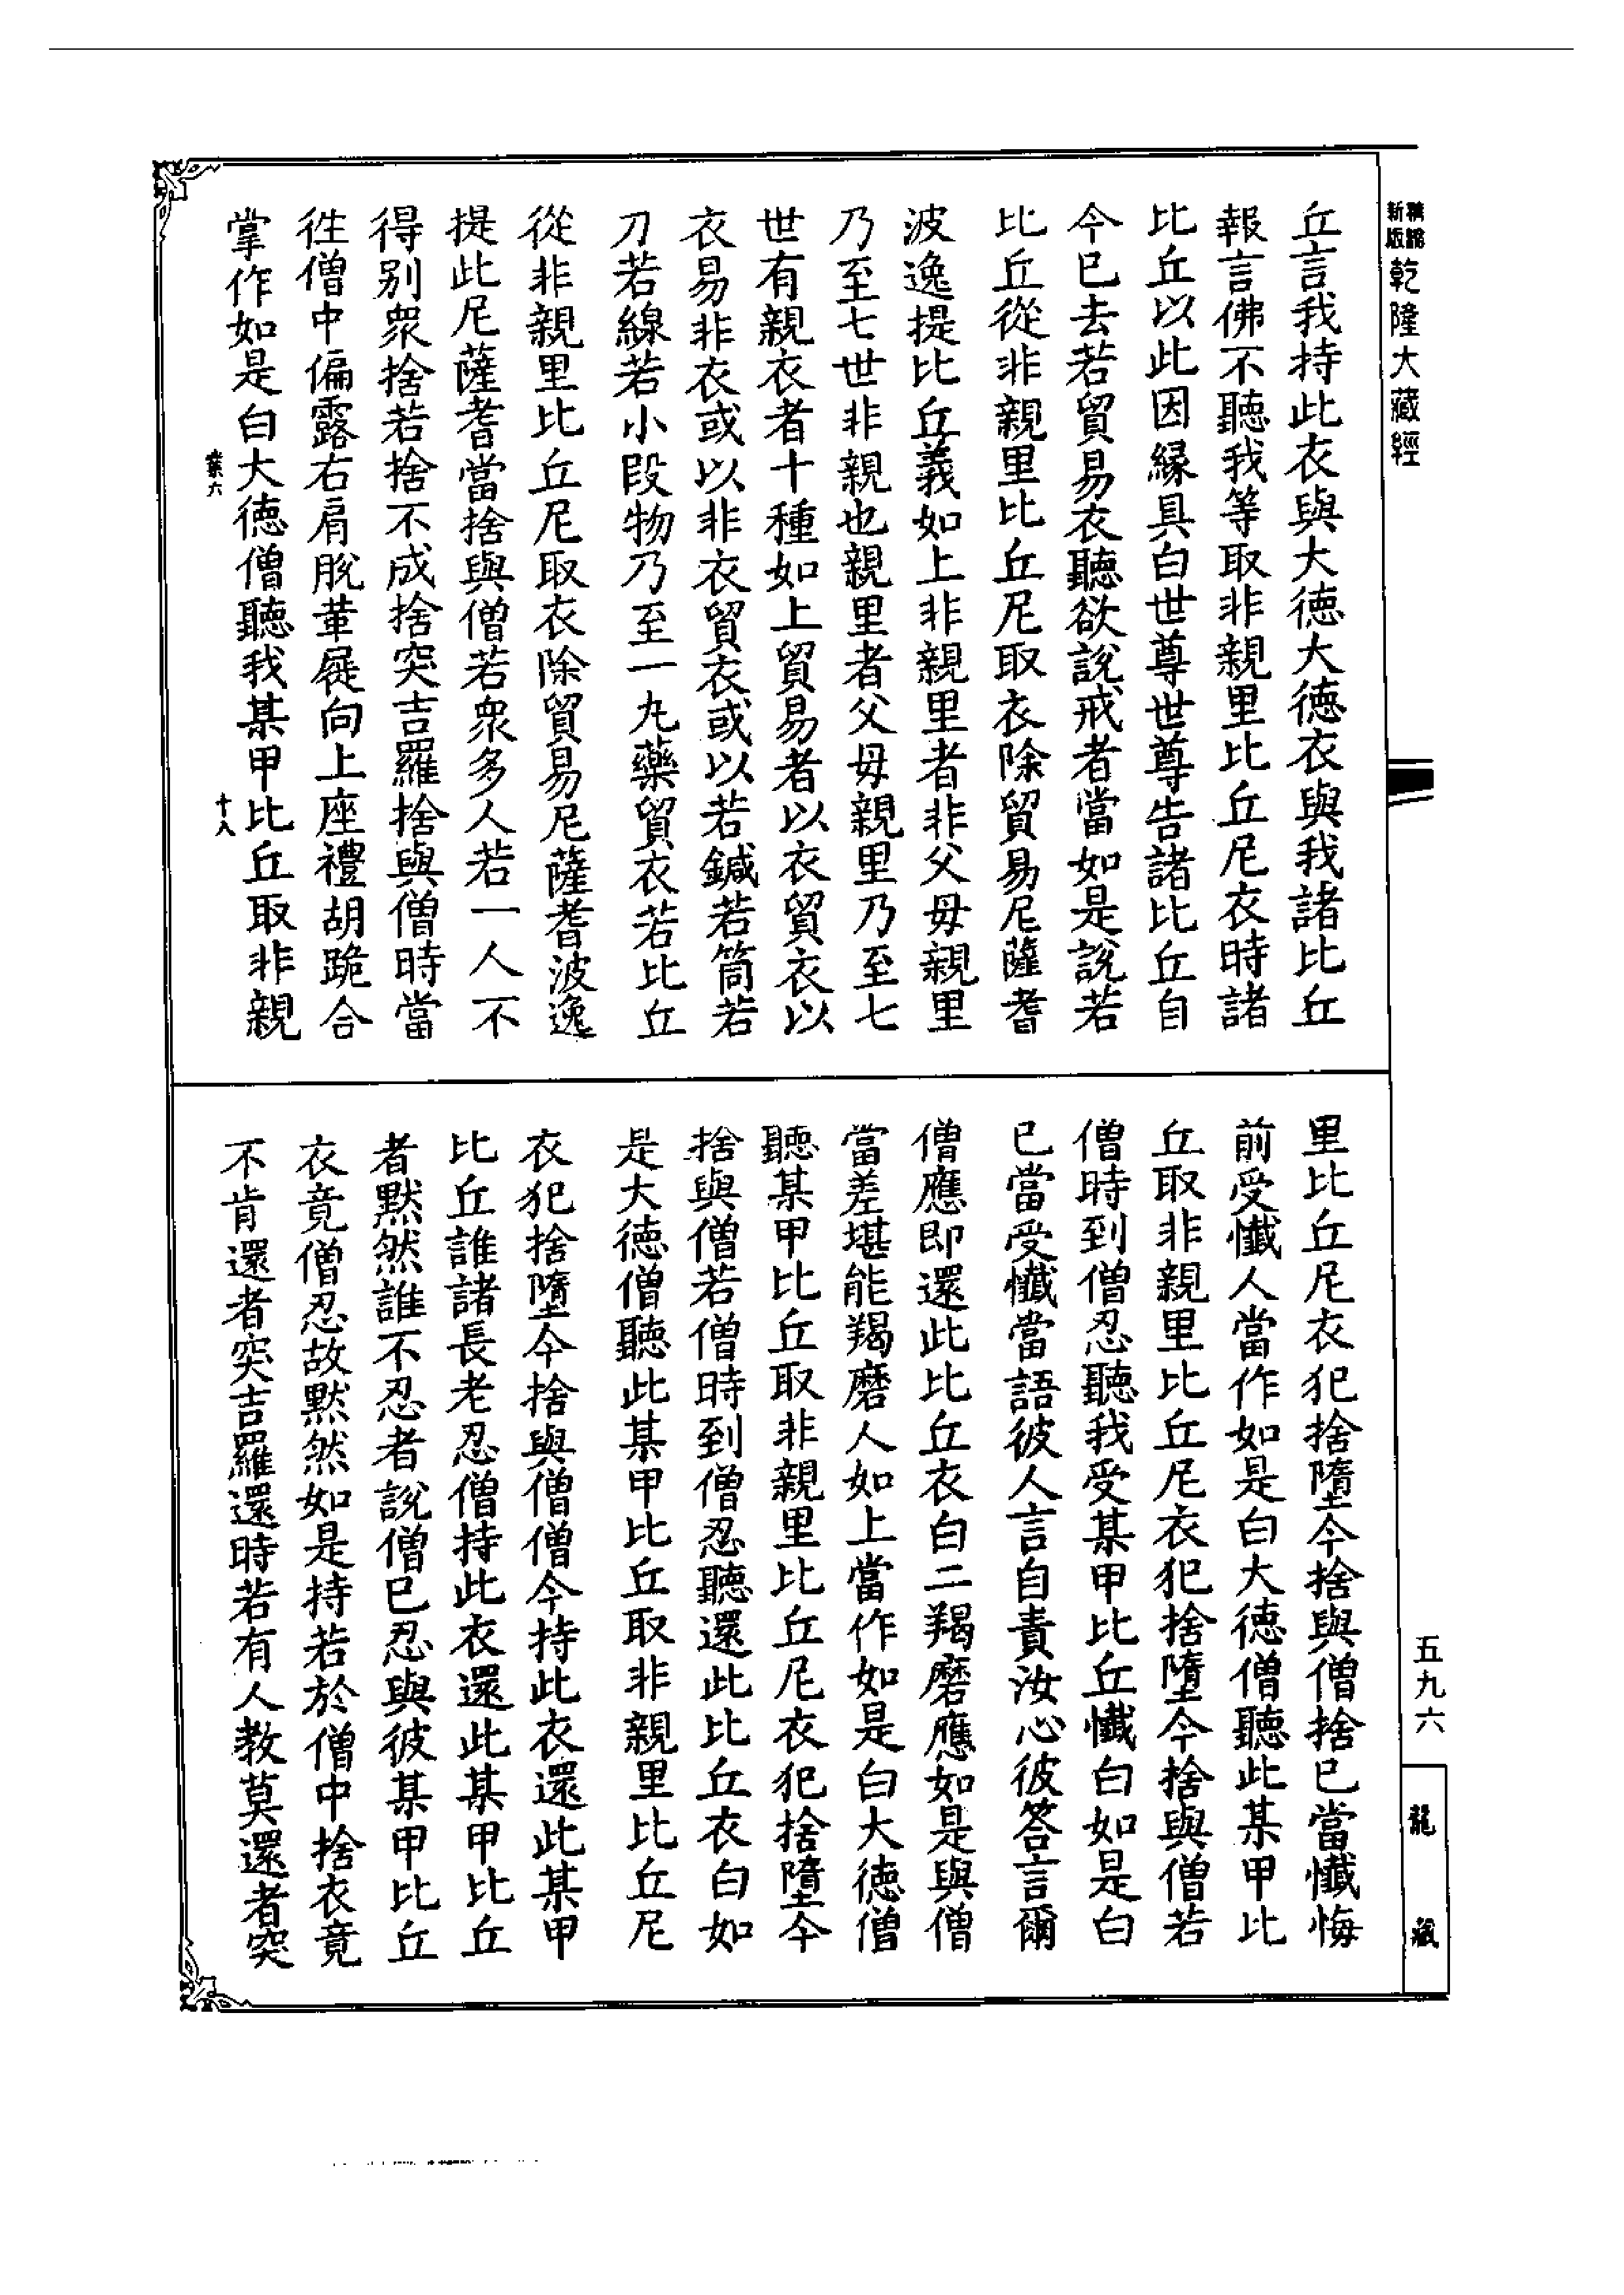 新版
乾隆大藏經
丘言我持此衣與大德大德衣與我諸比丘
報言佛不聽我等取非親里比丘尼衣時諸
比丘以此因緣具白世尊世尊告諸比丘自
今已去若貿易衣聽欲說戒者當如是說若
比丘從非親里比丘尼取衣除貿易尼薩耆
波逸提比丘義如上非親里者非父母親里
乃至七世非親也親里者父母親里乃至七
世有親衣者十種如上貿易者以衣貿衣以
衣易非衣或以非衣貿衣或以若鍼若筒若
刀若線若小段物乃至一丸藥貿衣若比丘
從非親里比丘尼取衣除貿易尼薩耆波逸
提此尼薩耆當捨與僧若眾多人若一人不
得別眾捨若捨不成捨突吉羅捨與僧時當
徃僧中偏露右肩脫革屣向上座禮胡跪合
掌作如是白大德僧聽我某甲比丘取非親
業六
十八
里比丘尼衣犯捨墮今捨與僧捨已當懺悔
前受懺人當作如是白大德僧聽此某甲比
丘取非親里比丘尼衣犯捨墮今捨與僧若
僧時到僧忍聽我受某甲比丘懺白如是白
已當受懺當語彼人言自責汝心彼答言爾
僧應即還此比丘衣白二羯磨應如是與僧
當差堪能羯磨人如上當作如是白大德僧
聽某甲比丘取非親里比丘尼衣犯捨墮今
捨與僧若僧時到僧忍聽還此比丘衣白如
是大德僧聽此某甲比丘取非親里比丘尼
衣犯捨墮今捨與僧僧今持此衣還此某甲
比丘誰諸長老忍僧持此衣還此某甲比丘
者默然誰不忍者說僧已忍與彼某甲比丘
衣竟僧忍故默然如是持若於僧中捨衣竟
不肯還者突吉羅還時若有人教莫還者突
五九六
龍藏